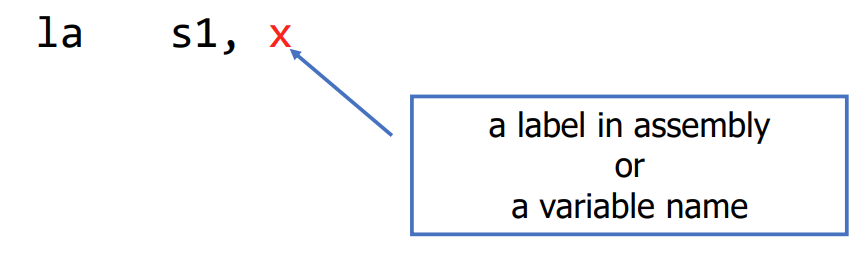 la s1, x
a label in assembly
or
a variable name